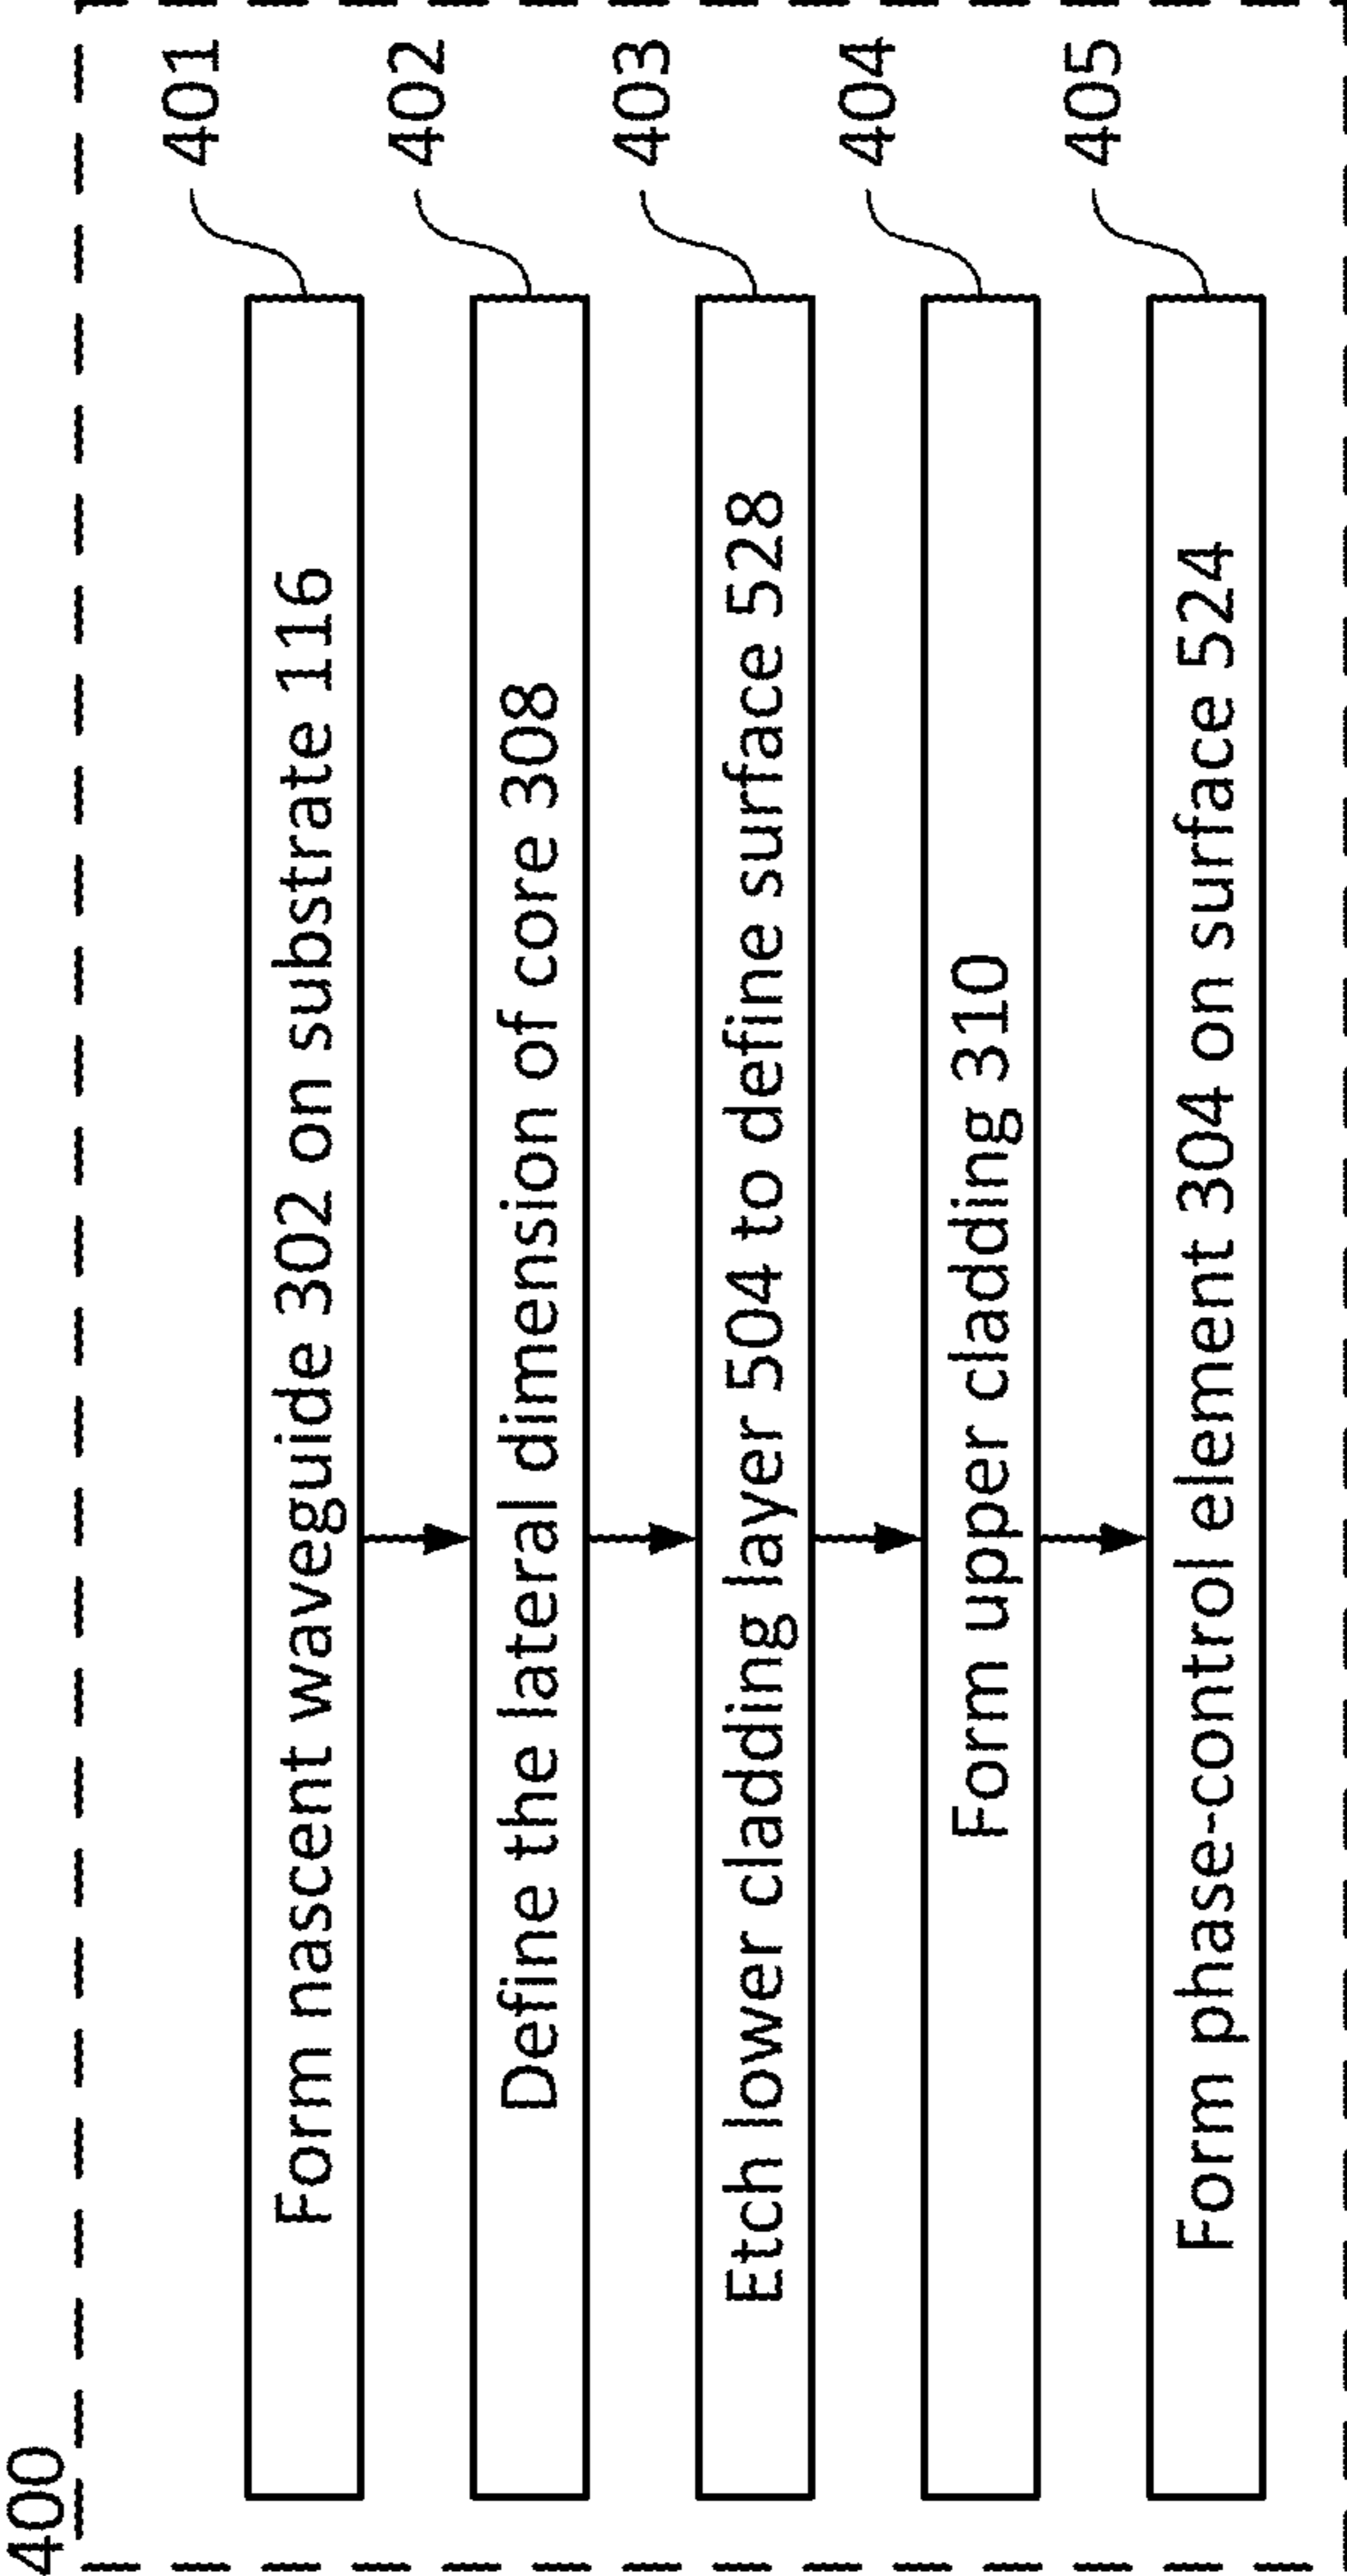 400
Form nascent waveguide 302 on substrate 116
401
Define the lateral dimension of core 308
402
Etch lower cladding layer 504 to define surface 528
403
Form upper cladding 310
404
Form phase-control element 304 on surface 524
405